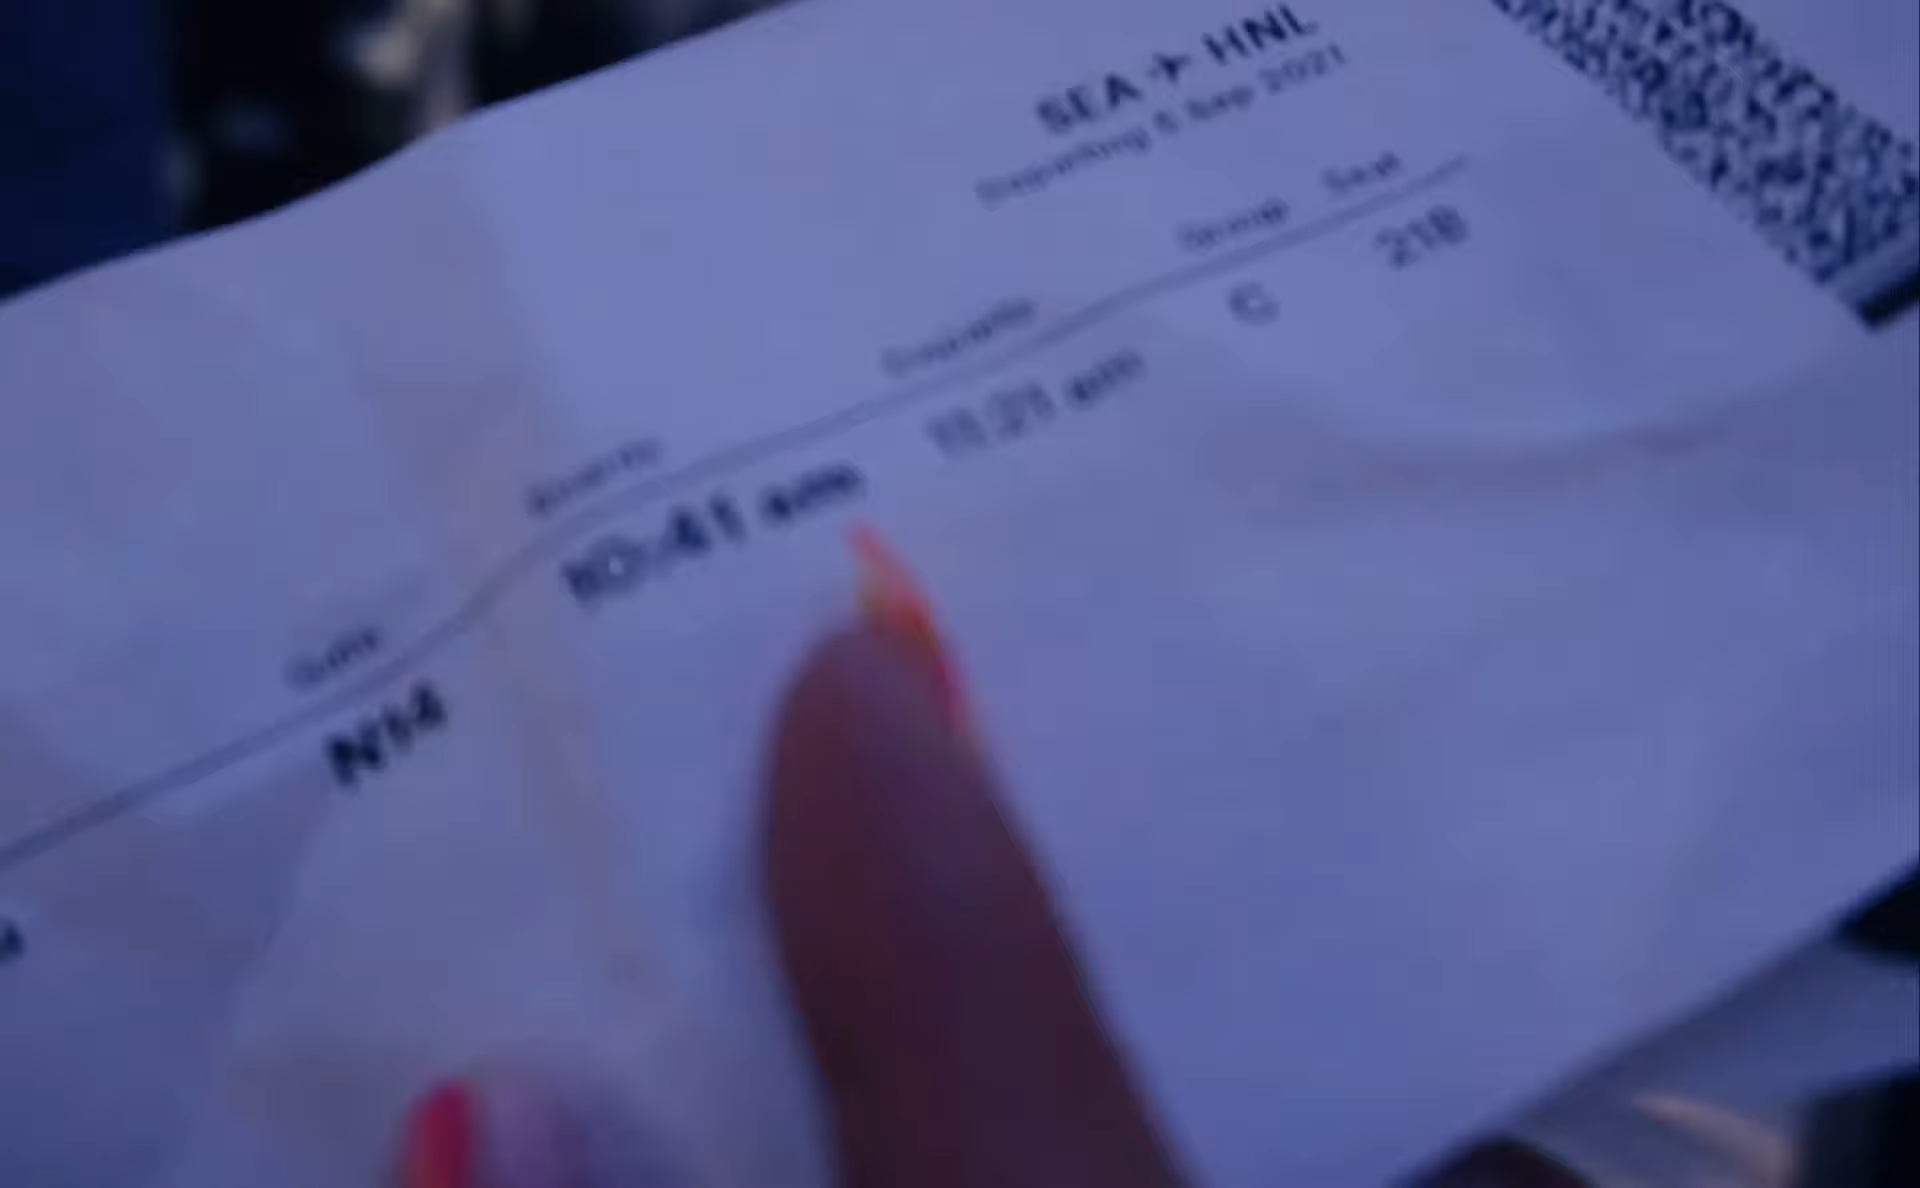 SEA ✈ HNL
Departing 5 Sep 2021
Gate Boards Departs Group Seat
N14 10:41 am 11:21 am C 21B